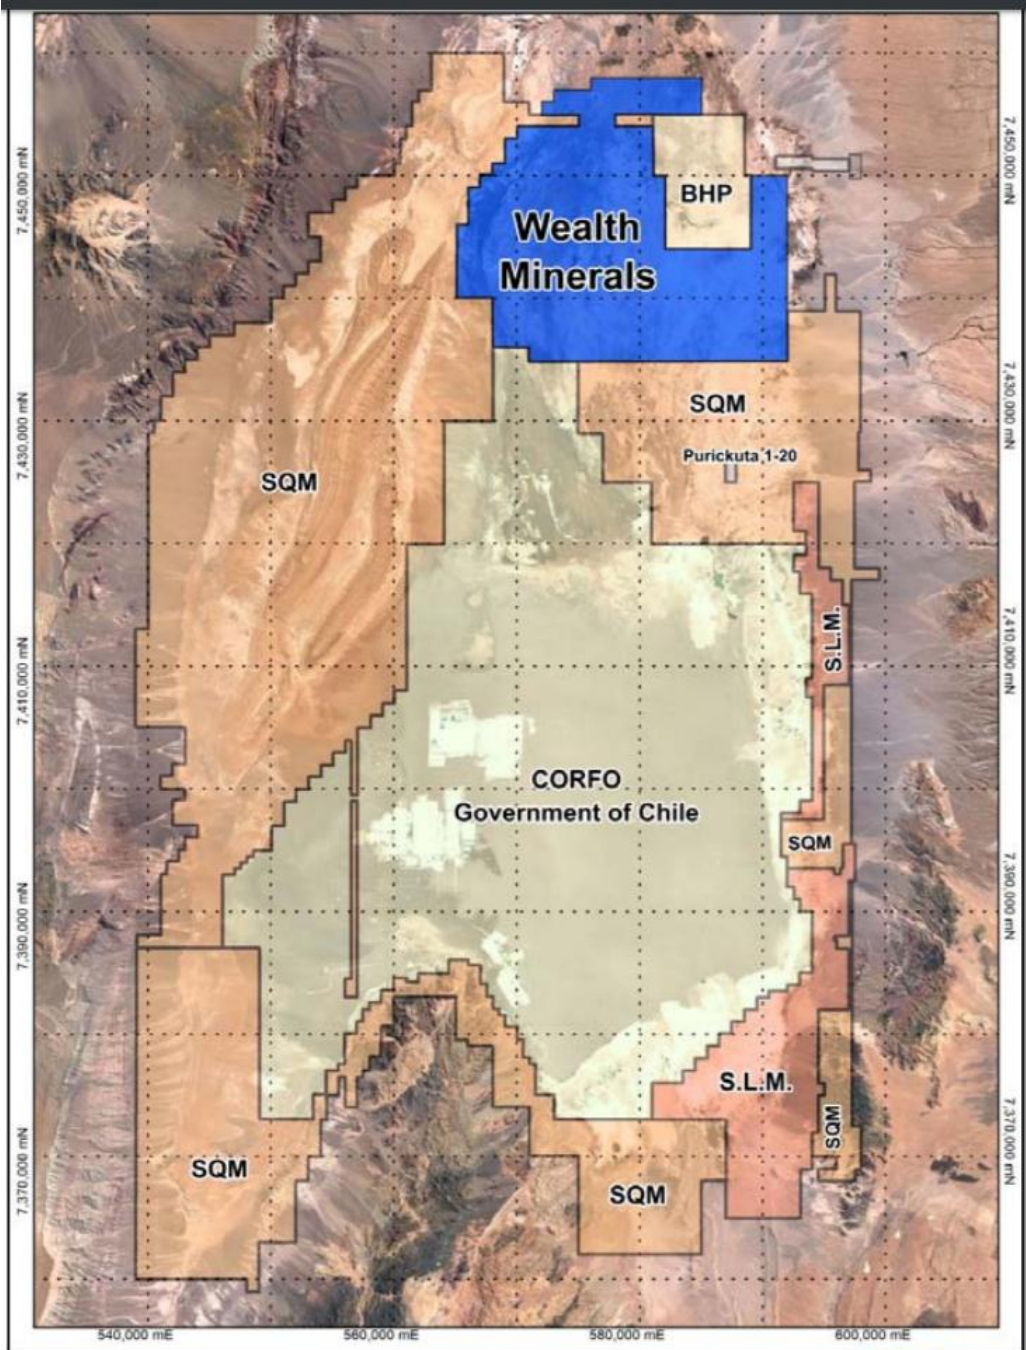 7,450,000 mN
7,450,000 mN
BHP
Wealth
Minerals
7,430,000 mN
7,430,000 mN
SQM
Purickuta 1-20
SQM
7,410,000 mN
7,410,000 mN
S.L.M.
CORFO
Government of Chile
SQM
7,390,000 mN
7,390,000 mN
S.L.M.
SQM
7,370,000 mN
7,370,000 mN
SQM
SQM
540,000 mE
560,000 mE
580,000 mE
600,000 mE